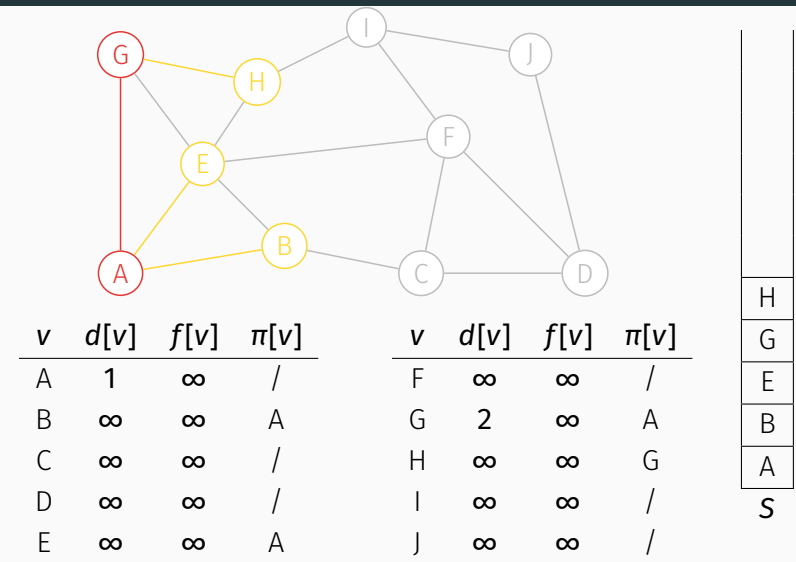 I
G
J
H
F
E
B
A
C
D
v d[v] f[v] π[v]
A 1 ∞ /
B ∞ ∞ A
C ∞ ∞ /
D ∞ ∞ /
E ∞ ∞ A
v d[v] f[v] π[v]
F ∞ ∞ /
G 2 ∞ A
H ∞ ∞ G
I ∞ ∞ /
J ∞ ∞ /
H
G
E
B
A
S